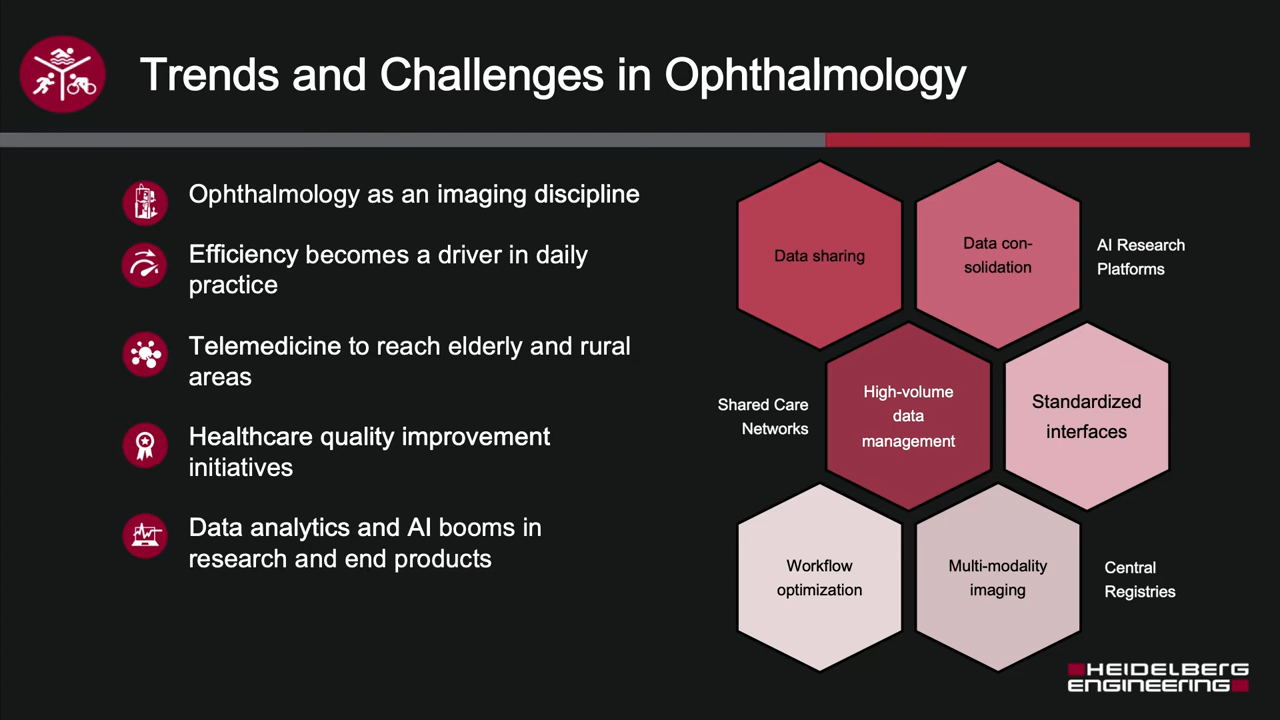 Trends and Challenges in Ophthalmology
Ophthalmology as an imaging discipline
Efficiency becomes a driver in daily
practice
Telemedicine to reach elderly and rural
areas
Healthcare quality improvement
initiatives
Data analytics and AI booms in
research and end products
Data sharing
Data con-
solidation
AI Research
Platforms
Shared Care
Networks
High-volume
data
management
Standardized
interfaces
Workflow
optimization
Multi-modality
imaging
Central
Registries
HEIDELBERG
ENGINEERING